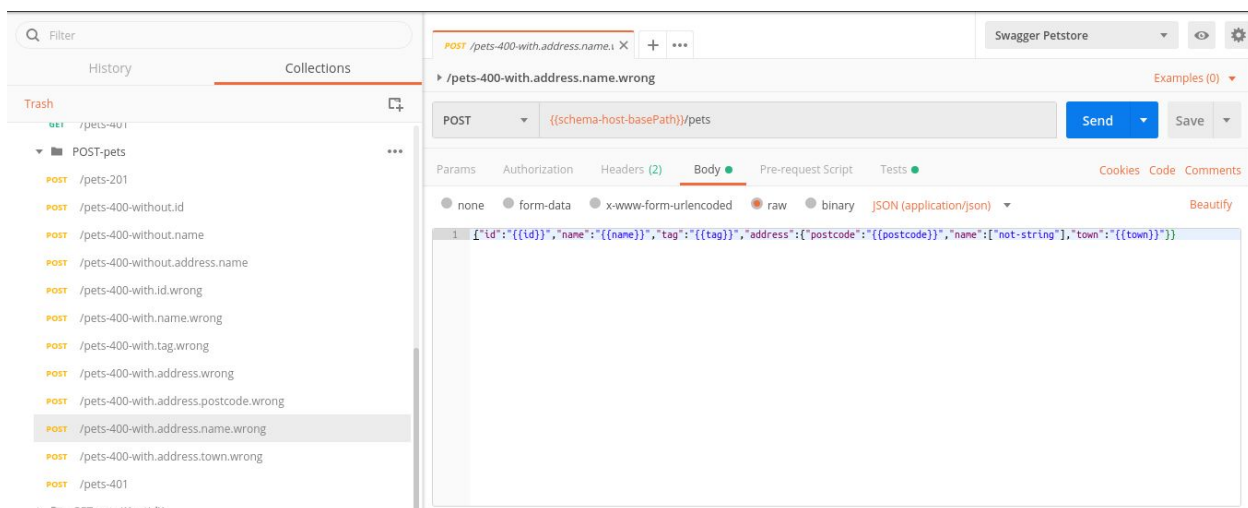 Filter
History Collections
Trash
GET /pets-401
POST-pets
POST /pets-201
POST /pets-400-without.id
POST /pets-400-without.name
POST /pets-400-without.address.name
POST /pets-400-with.id.wrong
POST /pets-400-with.name.wrong
POST /pets-400-with.tag.wrong
POST /pets-400-with.address.wrong
POST /pets-400-with.address.postcode.wrong
POST /pets-400-with.address.name.wrong
POST /pets-400-with.address.town.wrong
POST /pets-401
POST /pets-400-with.address.name.
Swagger Petstore
/pets-400-with.address.name.wrong
Examples (0)
POST {{schema-host-basePath}}/pets Send Save
Params Authorization Headers (2) Body Pre-request Script Tests Cookies Code Comments
none form-data x-www-form-urlencoded raw binary JSON (application/json) Beautify
1 {"id":"{{id}}","name":"{{name}}","tag":"{{tag}}","address":{"postcode":"{{postcode}}","name":["not-string"],"town":"{{town}}"}}